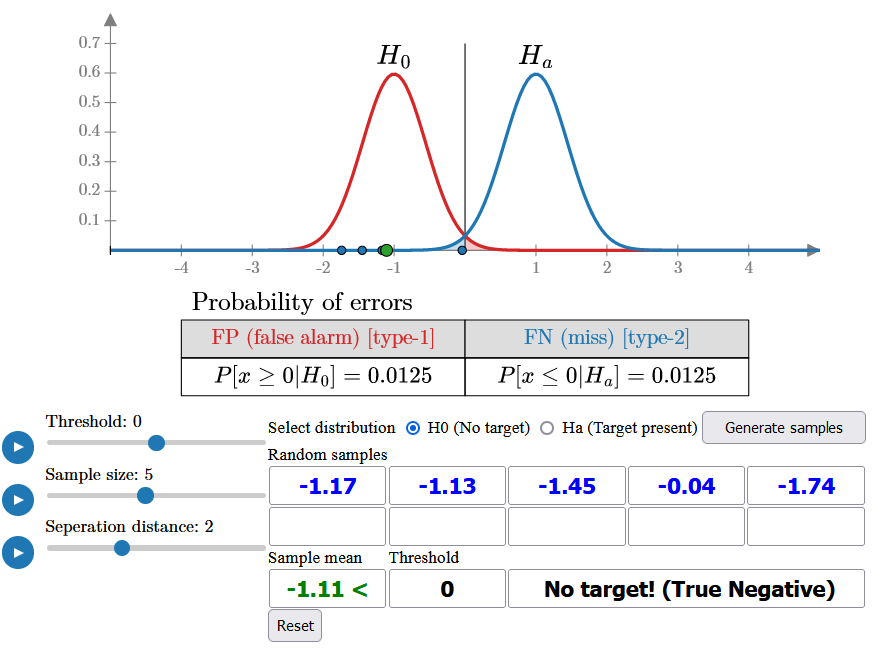 0.7
H₀ Hₐ
0.6
0.5
0.4
0.3
0.2
0.1
-4 -3 -2 -1 1 2 3 4
Probability of errors
FP (false alarm) [type-1] FN (miss) [type-2]
P[x ≥ 0|H₀] = 0.0125 P[x ≤ 0|Hₐ] = 0.0125
Threshold: 0
Select distribution H0 (No target) Ha (Target present) Generate samples
Random samples
Sample size: 5
-1.17 -1.13 -1.45 -0.04 -1.74
Seperation distance: 2
Sample mean Threshold
-1.11 < 0 No target! (True Negative)
Reset